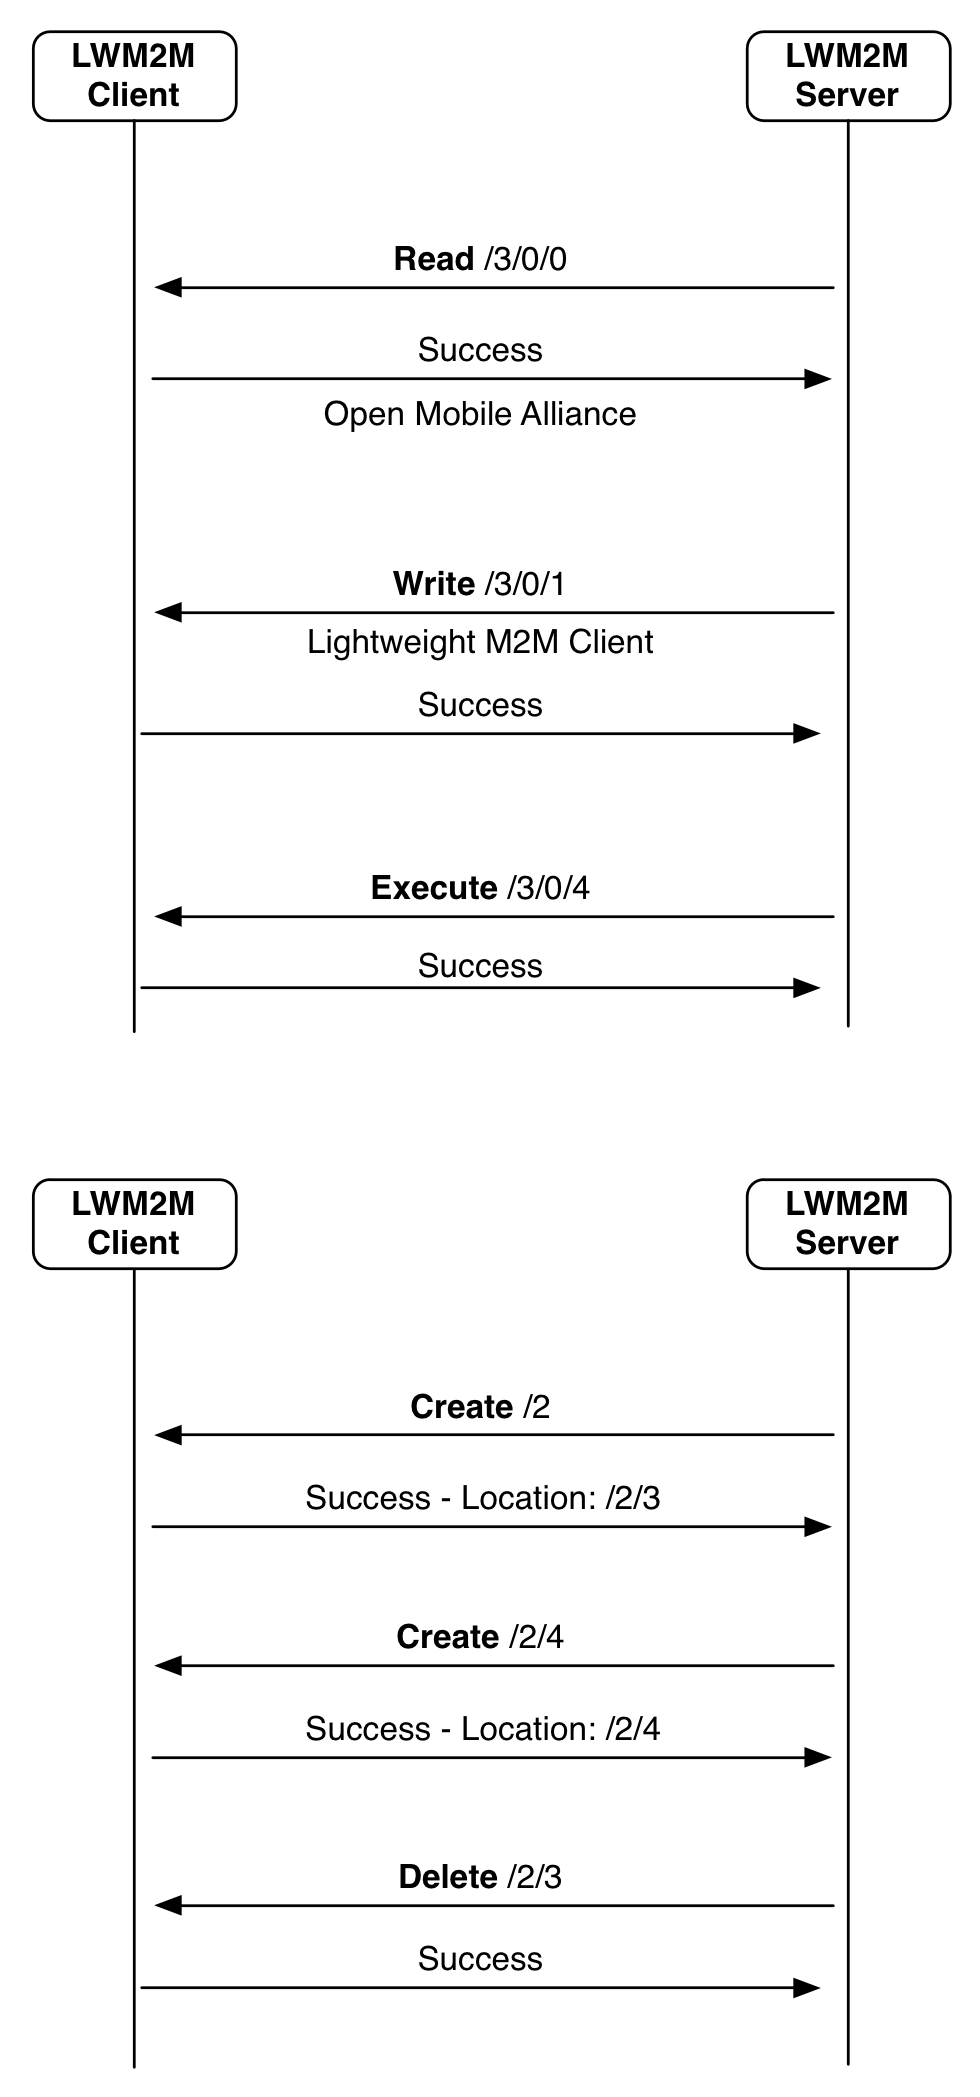 LWM2M
Client
LWM2M
Server
Read /3/0/0
Success
Open Mobile Alliance
Write /3/0/1
Lightweight M2M Client
Success
Execute /3/0/4
Success
LWM2M
Client
LWM2M
Server
Create /2
Success - Location: /2/3
Create /2/4
Success - Location: /2/4
Delete /2/3
Success